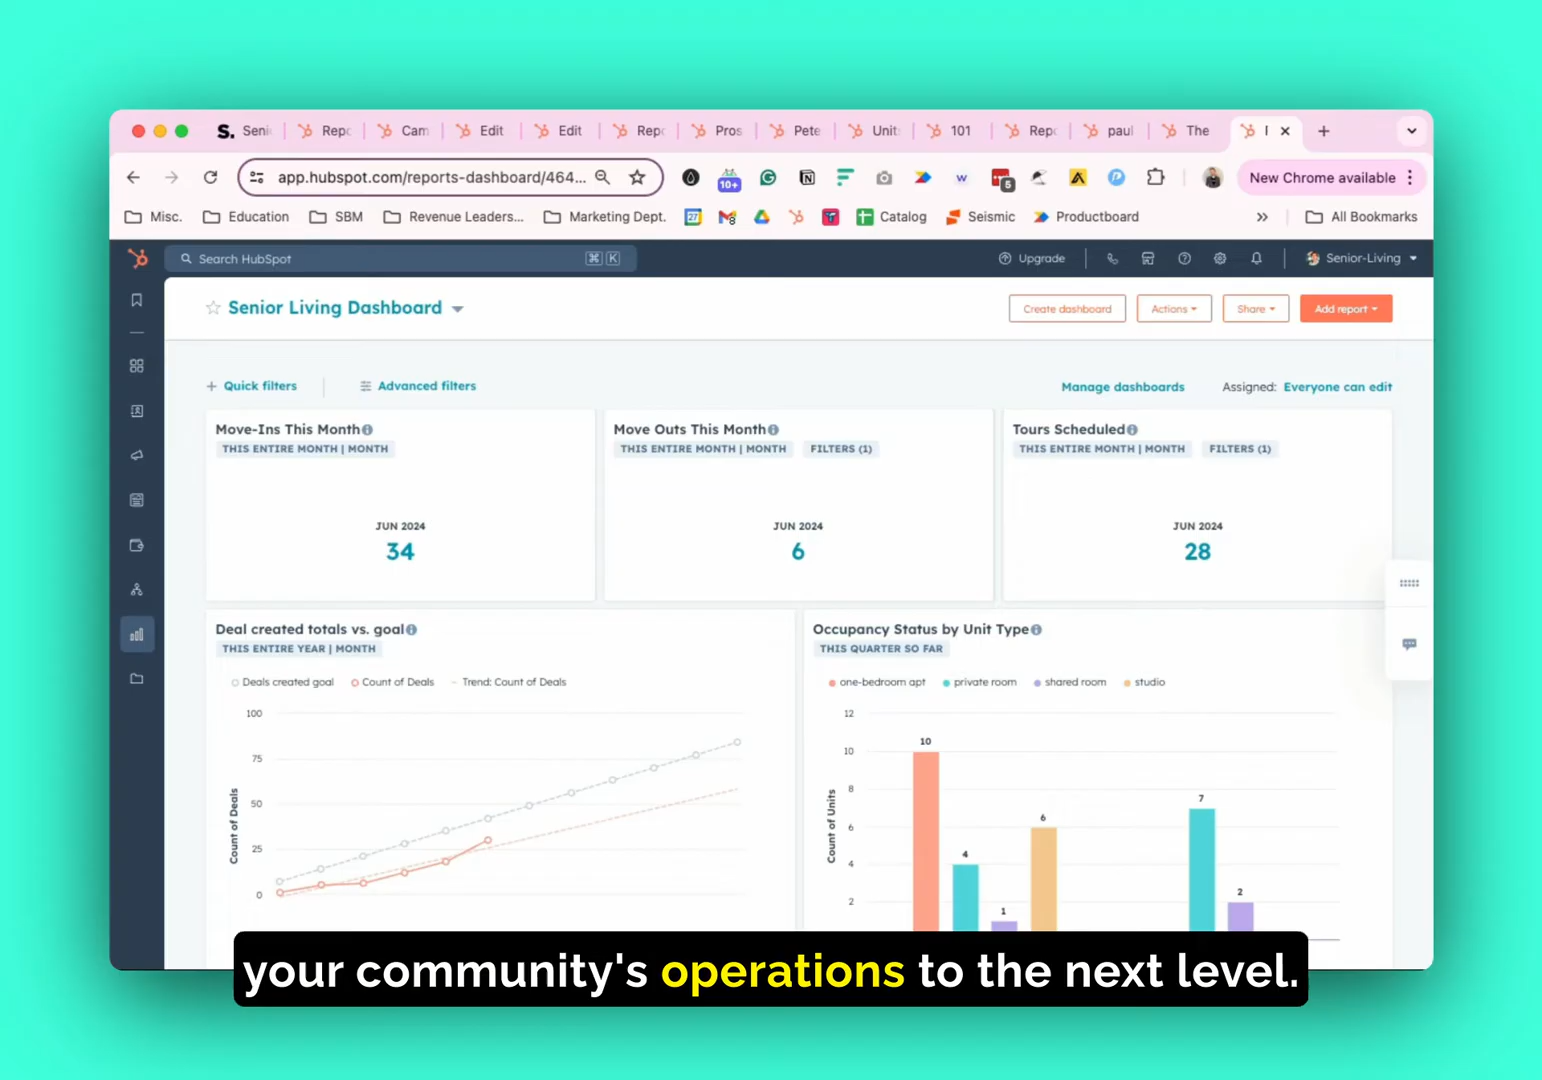 S. Seni Repo Cam Edit Edit Repo Pros Pete Unit 101 Repo paul The
app.hubspot.com/reports-dashboard/464... 10+ 5 New Chrome available
Misc. Education SBM Revenue Leaders... Marketing Dept. 27 8 Catalog Seismic Productboard All Bookmarks
Search HubSpot ⌘ K Upgrade Senior-Living
Senior Living Dashboard Create dashboard Actions Share Add report
+ Quick filters Advanced filters Manage dashboards Assigned: Everyone can edit
Move-Ins This Month Move Outs This Month Tours Scheduled
THIS ENTIRE MONTH | MONTH THIS ENTIRE MONTH | MONTH FILTERS (1) THIS ENTIRE MONTH | MONTH FILTERS (1)
JUN 2024 JUN 2024 JUN 2024
34 6 28
Deal created totals vs. goal
THIS ENTIRE YEAR | MONTH
Deals created goal Count of Deals Trend: Count of Deals
100
75
50
25
0
Count of Deals
Occupancy Status by Unit Type
THIS QUARTER SO FAR
one-bedroom apt private room shared room studio
12
10
8
6
4
2
Count of Units
10
4
1
6
7
2
your community's operations to the next level.